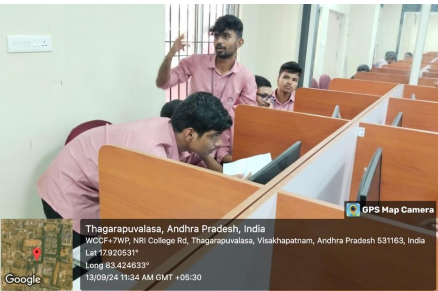 GPS Map Camera
Thagarapuvalasa, Andhra Pradesh, India
WCCF+7WP, NRI College Rd, Thagarapuvalasa, Visakhapatnam, Andhra Pradesh 531163, India
Lat 17.920531°
Long 83.424633°
13/09/24 11:34 AM GMT +05:30
Google